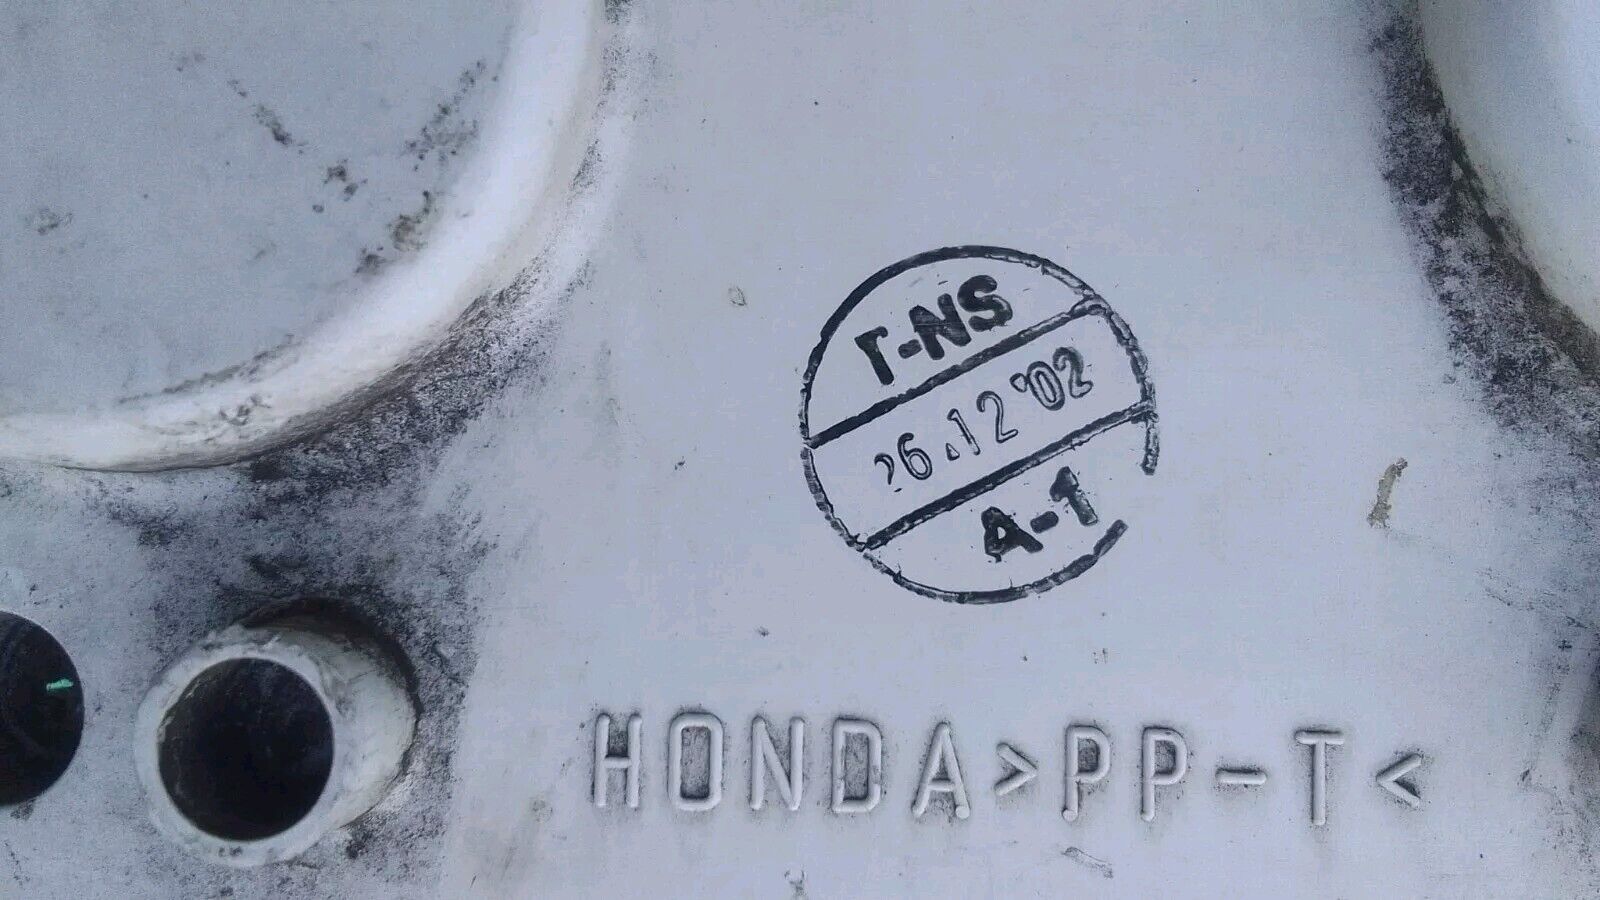 T-NS
26.12'02
A-1
HONDA>PP-T<